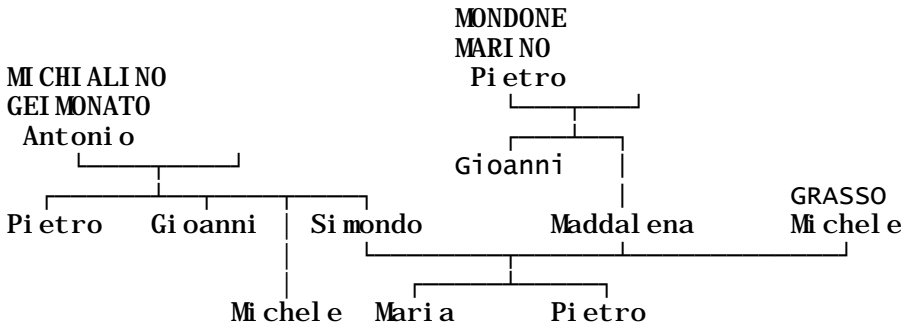 MONDONE
MARINO
Pietro
MICHIALINO
GEIMONATO
Antonio
Gioanni
GRASSO
Pietro Gioanni Simondo Maddalena Michele
Michele Maria Pietro